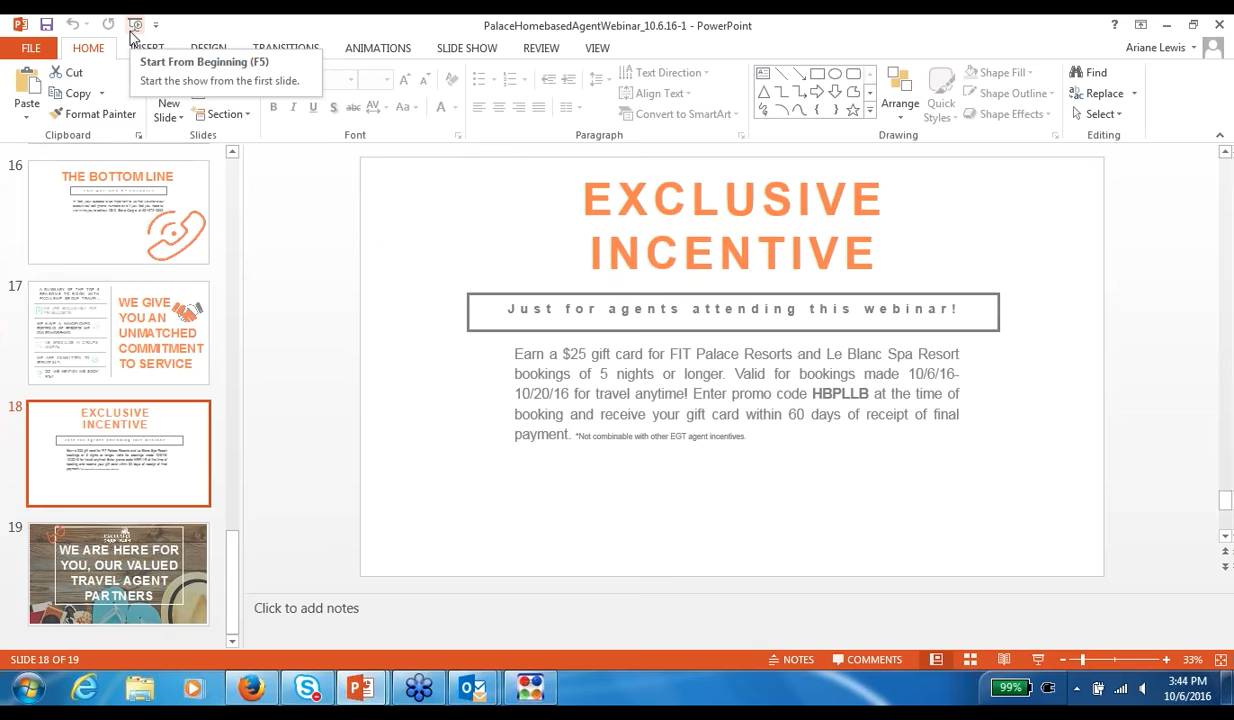 PalaceHomebasedAgentWebinar_10.6.16-1 - PowerPoint
FILE HOME INSERT DESIGN TRANSITIONS ANIMATIONS SLIDE SHOW REVIEW VIEW
Ariane Lewis
Start From Beginning (F5)
Start the show from the first slide.
Paste
Cut
Copy
Format Painter
Clipboard
New
Slide
Section
Slides
Font
Text Direction
Align Text
Convert to SmartArt
Paragraph
Arrange
Quick
Styles
Shape Fill
Shape Outline
Shape Effects
Drawing
Find
Replace
Select
Editing
16
THE BOTTOM LINE
17
WE GIVE
YOU AN
UNMATCHED
COMMITMENT
TO SERVICE
18
EXCLUSIVE
INCENTIVE
19
WE ARE HERE FOR
YOU, OUR VALUED
TRAVEL AGENT
PARTNERS
EXCLUSIVE
INCENTIVE
Just for agents attending this webinar!
Earn a $25 gift card for FIT Palace Resorts and Le Blanc Spa Resort
bookings of 5 nights or longer. Valid for bookings made 10/6/16-
10/20/16 for travel anytime! Enter promo code HBPLLB at the time of
booking and receive your gift card within 60 days of receipt of final
payment. *Not combinable with other EGT agent incentives.
Click to add notes
SLIDE 18 OF 19
NOTES
COMMENTS
33%
99%
3:44 PM
10/6/2016